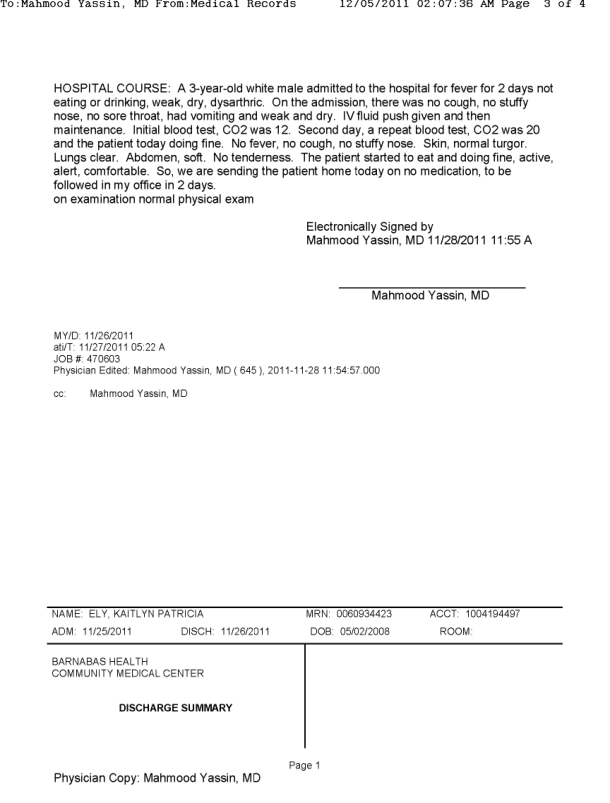 To:Mahmood Yassin, MD From:Medical Records 12/05/2011 02:07:36 AM Page 3 of 4
HOSPITAL COURSE: A 3-year-old white male admitted to the hospital for fever for 2 days not
eating or drinking, weak, dry, dysarthric. On the admission, there was no cough, no stuffy
nose, no sore throat, had vomiting and weak and dry. IV fluid push given and then
maintenance. Initial blood test, CO2 was 12. Second day, a repeat blood test, CO2 was 20
and the patient today doing fine. No fever, no cough, no stuffy nose. Skin, normal turgor.
Lungs clear. Abdomen, soft. No tenderness. The patient started to eat and doing fine, active,
alert, comfortable. So, we are sending the patient home today on no medication, to be
followed in my office in 2 days.
on examination normal physical exam
Electronically Signed by
Mahmood Yassin, MD 11/28/2011 11:55 A
Mahmood Yassin, MD
MY/D: 11/26/2011
ati/T: 11/27/2011 05:22 A
JOB #: 470603
Physician Edited: Mahmood Yassin, MD ( 645 ), 2011-11-28 11:54:57.000
cc: Mahmood Yassin, MD
NAME: ELY, KAITLYN PATRICIA MRN: 0060934423 ACCT: 1004194497
ADM: 11/25/2011 DISCH: 11/26/2011 DOB: 05/02/2008 ROOM:
BARNABAS HEALTH
COMMUNITY MEDICAL CENTER
DISCHARGE SUMMARY
Page 1
Physician Copy: Mahmood Yassin, MD